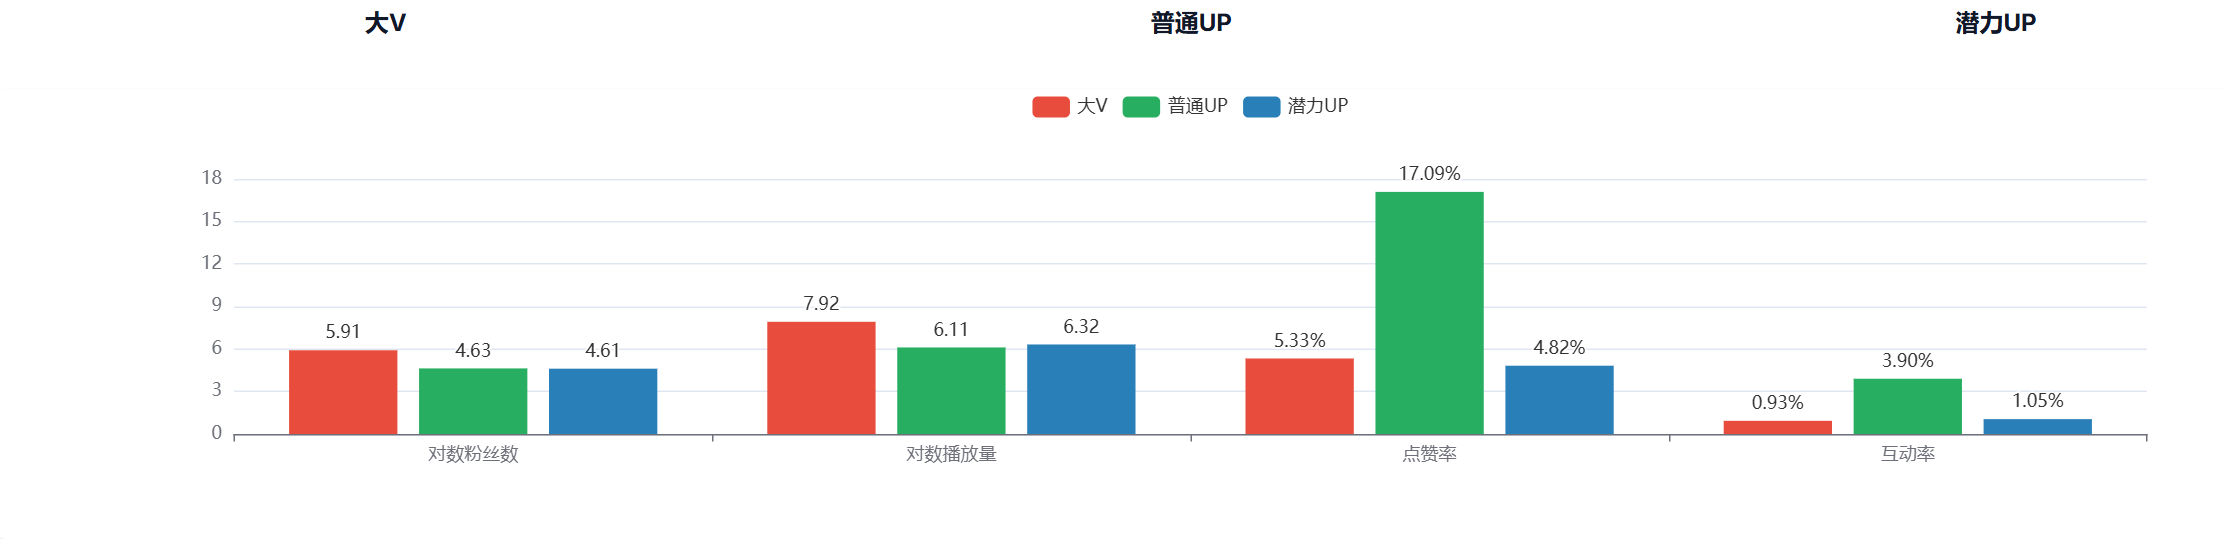 大V 普通UP 潜力UP
大V 普通UP 潜力UP
18
15
12
9
6
3
0
5.91 4.63 4.61
7.92 6.11 6.32
5.33% 17.09% 4.82%
0.93% 3.90% 1.05%
对数粉丝数 对数播放量 点赞率 互动率